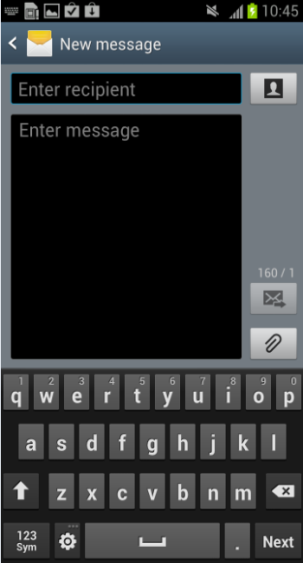 10:45
New message
Enter recipient
Enter message
160 / 1
1 2 3 4 5 6 7 8 9 0
q w e r t y u i o p
a s d f g h j k l
z x c v b n m
123
Sym
...
.
Next